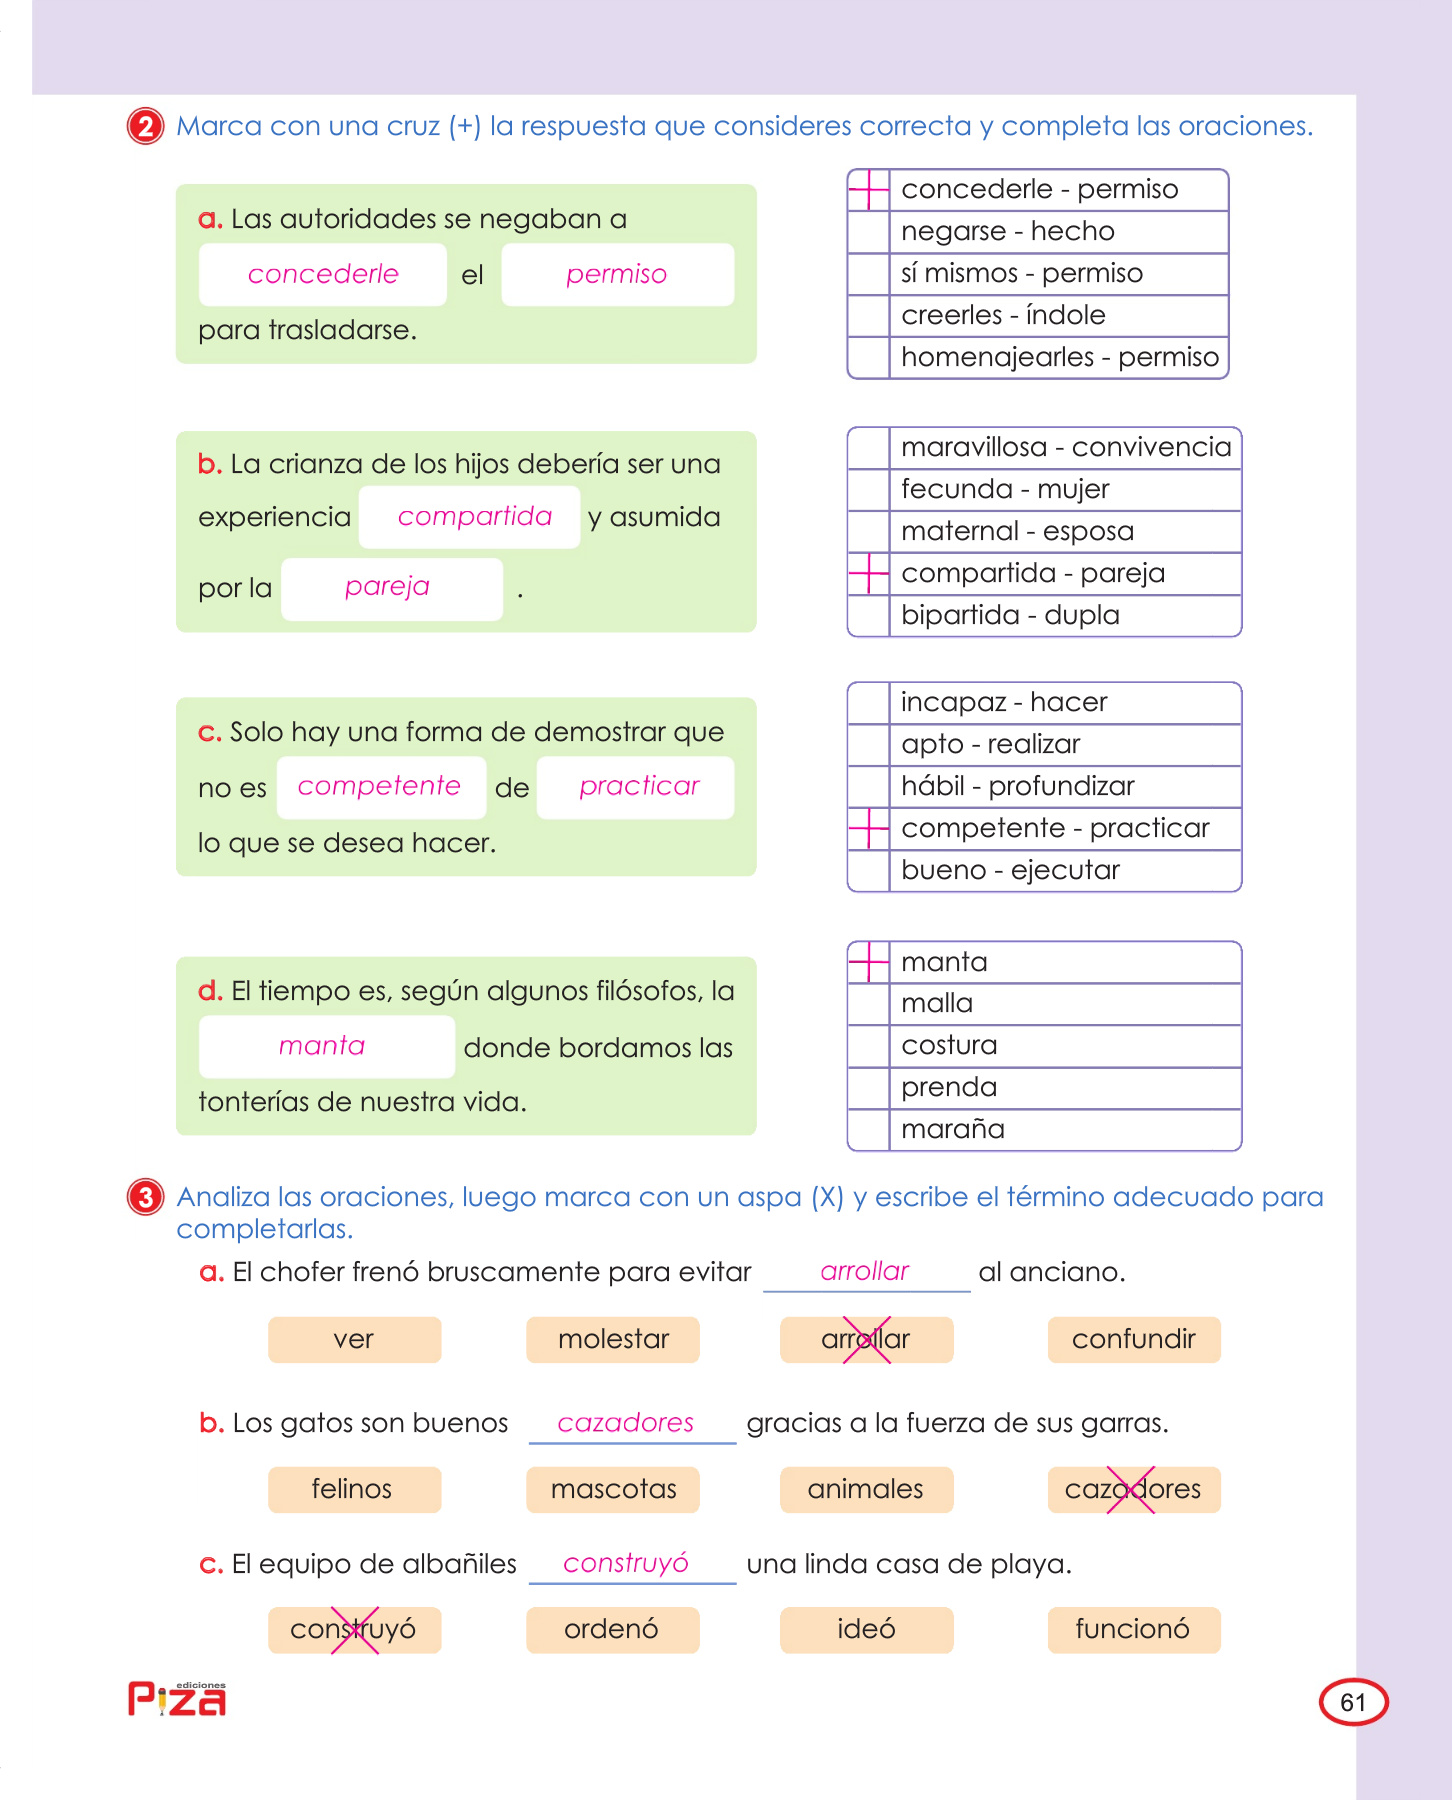 2 Marca con una cruz (+) la respuesta que consideres correcta y completa las oraciones.
a. Las autoridades se negaban a
concederle el permiso
para trasladarse.
concederle - permiso
negarse - hecho
sí mismos - permiso
creerles - índole
homenajearles - permiso
b. La crianza de los hijos debería ser una
experiencia compartida y asumida
por la pareja .
maravillosa - convivencia
fecunda - mujer
maternal - esposa
compartida - pareja
bipartida - dupla
c. Solo hay una forma de demostrar que
no es competente de practicar
lo que se desea hacer.
incapaz - hacer
apto - realizar
hábil - profundizar
competente - practicar
bueno - ejecutar
d. El tiempo es, según algunos filósofos, la
manta donde bordamos las
tonterías de nuestra vida.
manta
malla
costura
prenda
maraña
3 Analiza las oraciones, luego marca con un aspa (X) y escribe el término adecuado para
completarlas.
a. El chofer frenó bruscamente para evitar arrollar al anciano.
ver molestar arrollar confundir
b. Los gatos son buenos cazadores gracias a la fuerza de sus garras.
felinos mascotas animales cazadores
c. El equipo de albañiles construyó una linda casa de playa.
construyó ordenó ideó funcionó
ediciones
Piza
61